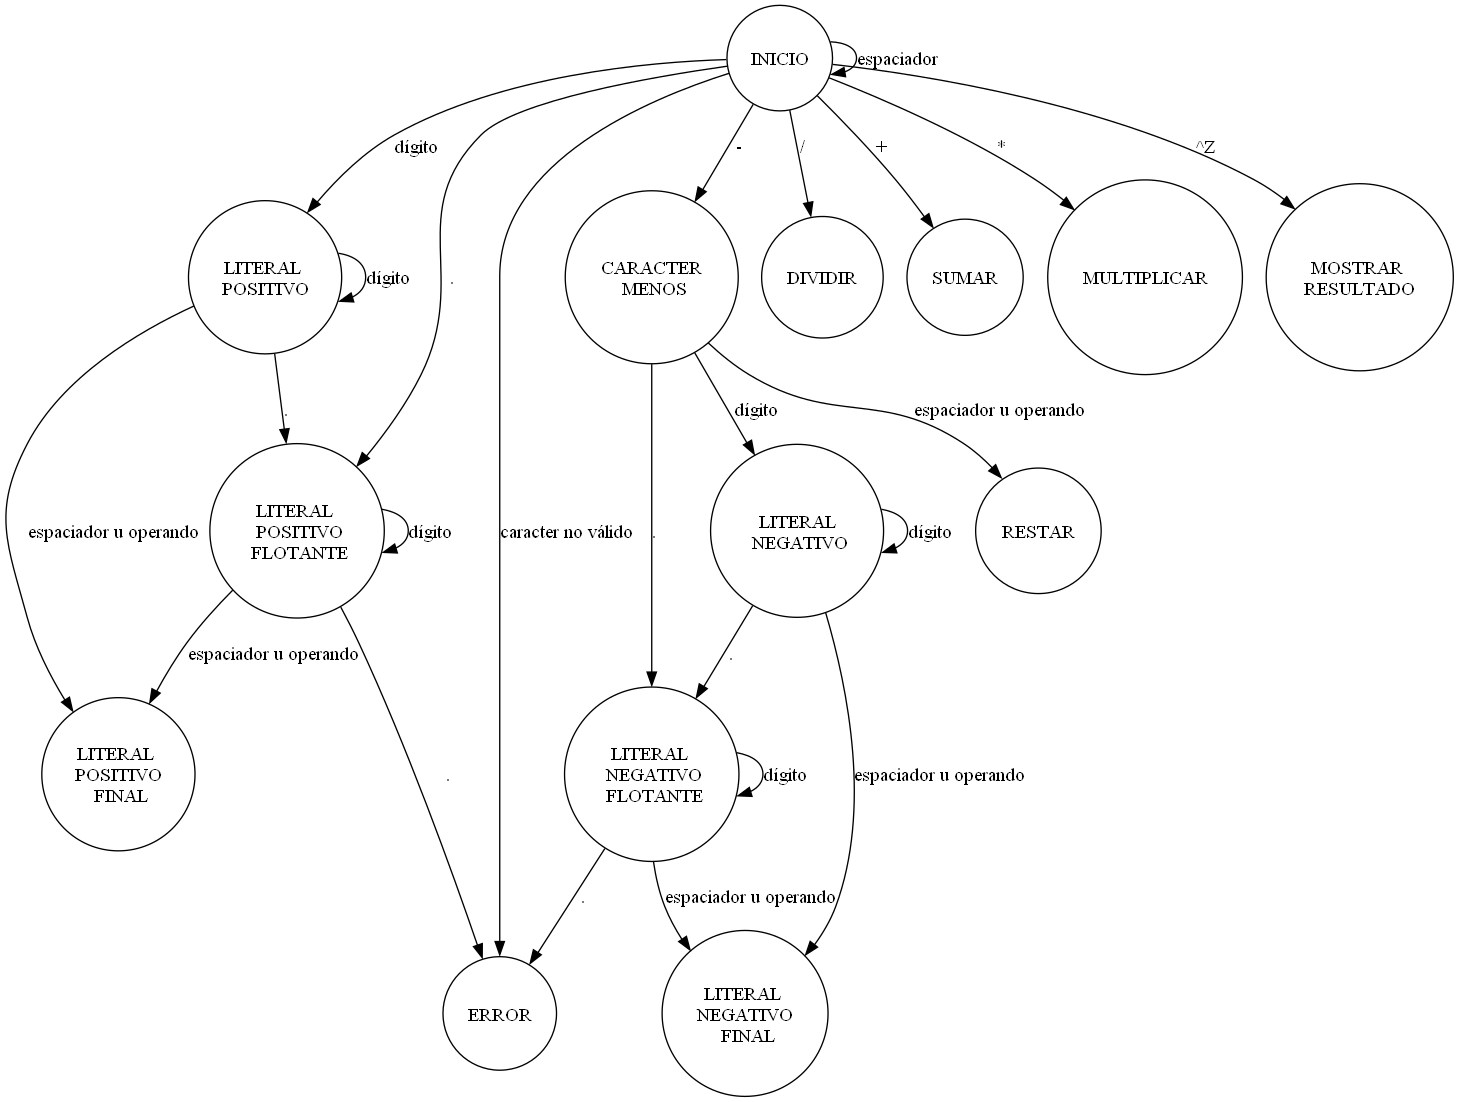 INICIO
espaciador
dígito
-
/
+
*
^Z
LITERAL
POSITIVO
dígito
.
CARACTER
MENOS
DIVIDIR
SUMAR
MULTIPLICAR
MOSTRAR
RESULTADO
.
dígito
espaciador u operando
espaciador u operando
LITERAL
POSITIVO
FLOTANTE
dígito
caracter no válido
.
LITERAL
NEGATIVO
dígito
RESTAR
espaciador u operando
.
LITERAL
POSITIVO
FINAL
.
LITERAL
NEGATIVO
FLOTANTE
dígito
espaciador u operando
.
espaciador u operando
ERROR
LITERAL
NEGATIVO
FINAL